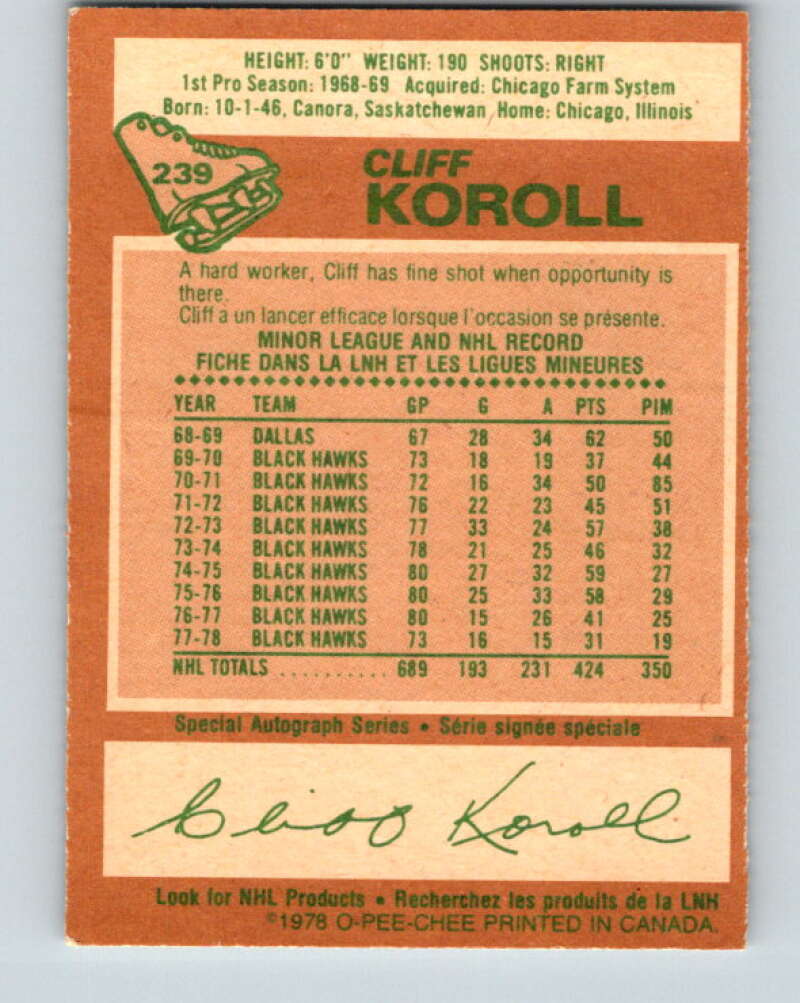 HEIGHT: 6'0" WEIGHT: 190 SHOOTS: RIGHT
1st Pro Season: 1968-69 Acquired: Chicago Farm System
Born: 10-1-46, Canora, Saskatchewan Home: Chicago, Illinois
239
CLIFF
KOROLL
A hard worker, Cliff has fine shot when opportunity is
there.
Cliff a un lancer efficace lorsque l'occasion se présente.
MINOR LEAGUE AND NHL RECORD
FICHE DANS LA LNH ET LES LIGUES MINEURES
YEAR TEAM GP G A PTS PIM
68-69 DALLAS 67 28 34 62 50
69-70 BLACK HAWKS 73 18 19 37 44
70-71 BLACK HAWKS 72 16 34 50 85
71-72 BLACK HAWKS 76 22 23 45 51
72-73 BLACK HAWKS 77 33 24 57 38
73-74 BLACK HAWKS 78 21 25 46 32
74-75 BLACK HAWKS 80 27 32 59 27
75-76 BLACK HAWKS 80 25 33 58 29
76-77 BLACK HAWKS 80 15 26 41 25
77-78 BLACK HAWKS 73 16 15 31 19
NHL TOTALS .......... 689 193 231 424 350
Special Autograph Series • Série signée spéciale
Cliff Koroll
Look for NHL Products • Recherchez les produits de la LNH
©1978 O-PEE-CHEE PRINTED IN CANADA.